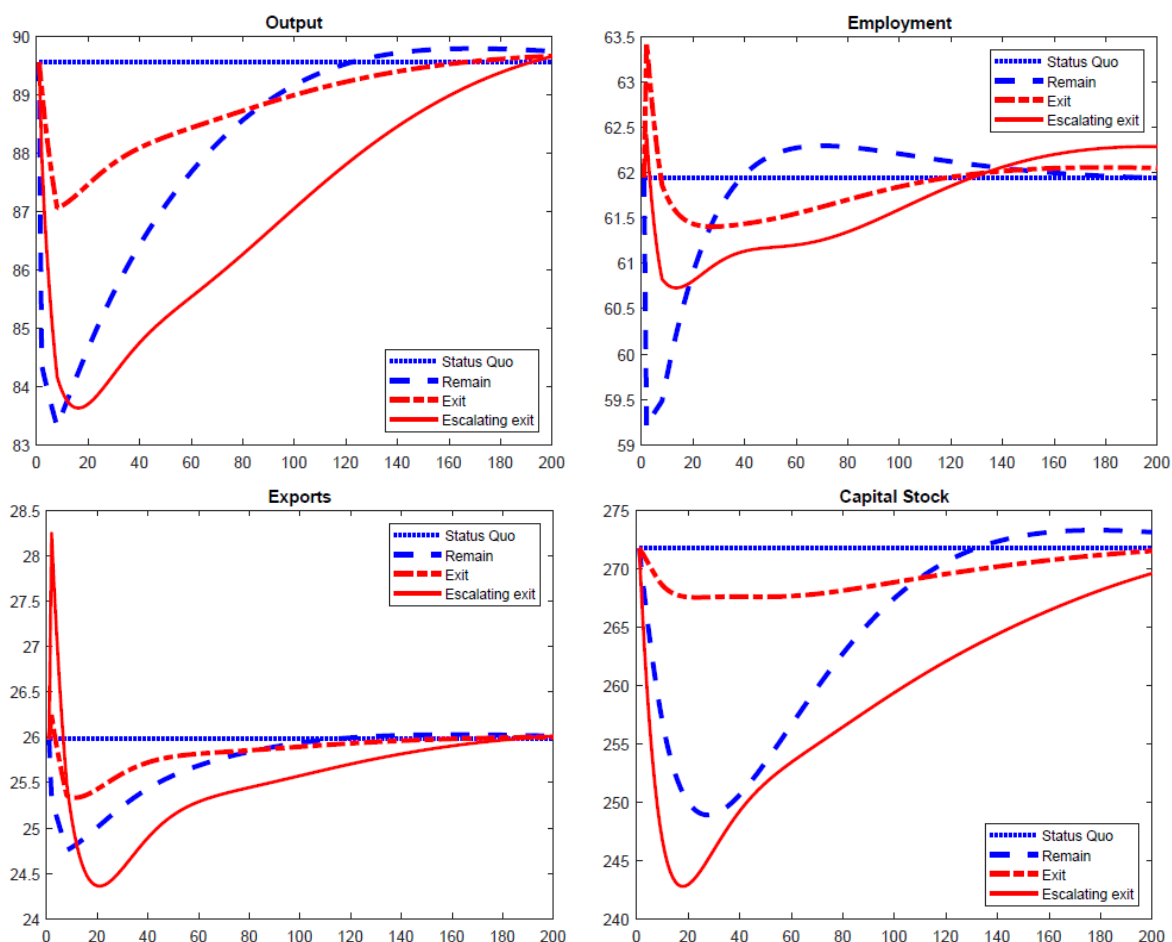 Output
90
89
88
87
86
85
84
83
0 20 40 60 80 100 120 140 160 180 200
Status Quo
Remain
Exit
Escalating exit
Employment
63.5
63
62.5
62
61.5
61
60.5
60
59.5
59
0 20 40 60 80 100 120 140 160 180 200
Status Quo
Remain
Exit
Escalating exit
Exports
28.5
28
27.5
27
26.5
26
25.5
25
24.5
24
0 20 40 60 80 100 120 140 160 180 200
Status Quo
Remain
Exit
Escalating exit
Capital Stock
275
270
265
260
255
250
245
240
0 20 40 60 80 100 120 140 160 180 200
Status Quo
Remain
Exit
Escalating exit